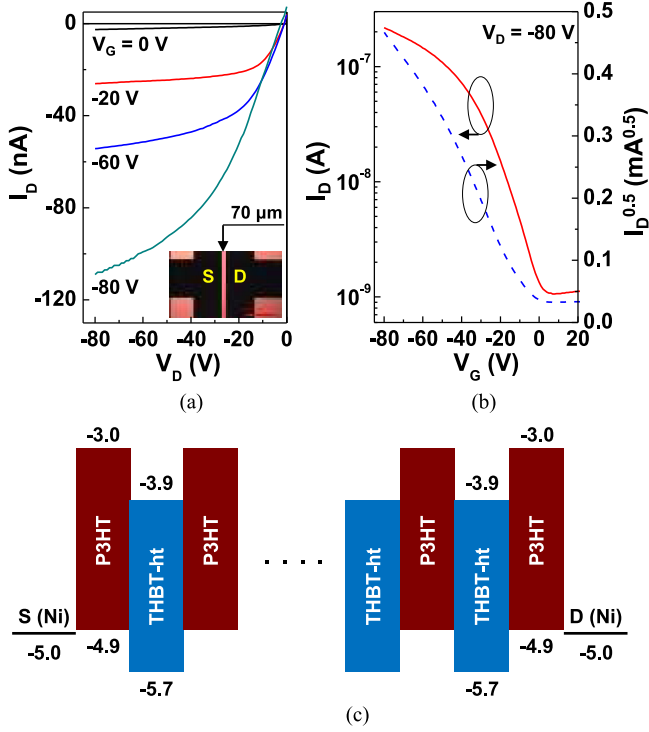 0
V_G = 0 V
-20 V
-40
-60 V
-80
-80 V
-120
I_D (nA)
70 µm
S D
-80 -60 -40 -20 0
V_D (V)
(a)
V_D = -80 V
10^-7
10^-8
10^-9
I_D (A)
0.5
0.4
0.3
0.2
0.1
0.0
I_D^0.5 (mA^0.5)
-80 -60 -40 -20 0 20
V_G (V)
(b)
-3.0
-3.9
P3HT
THBT-ht
P3HT
S (Ni)
-5.0
-4.9
-5.7
. . . .
-3.0
-3.9
THBT-ht
P3HT
THBT-ht
P3HT
D (Ni)
-4.9
-5.0
-5.7
(c)